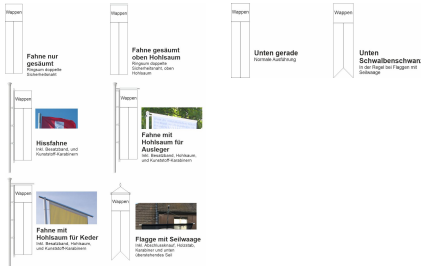 Wappen
Fahne nur
gesäumt
Ringsum doppelte
Sicherheitsnaht
Wappen
Fahne gesäumt
oben Hohlsaum
Ringsum doppelte
Sicherheitsnaht, oben
Hohlsaum
Wappen
Unten gerade
Normale Ausführung
Wappen
Unten
Schwalbenschwanz
In der Regel bei Flaggen mit
Seilwaage
Wappen
Hissfahne
Inkl. Besatzband, und
Kunststoff-Karabinern
Wappen
Fahne mit
Hohlsaum für
Ausleger
Inkl. Besatzband, Hohlsaum,
und Kunststoff-Karabinern
Wappen
Fahne mit
Hohlsaum für Keder
Inkl. Besatzband, Hohlsaum,
und Kunststoff-Karabinern
Wappen
Flagge mit Seilwaage
Inkl. Abschlussknauf, Holzstab,
Karabiner und unten
überstehendes Seil